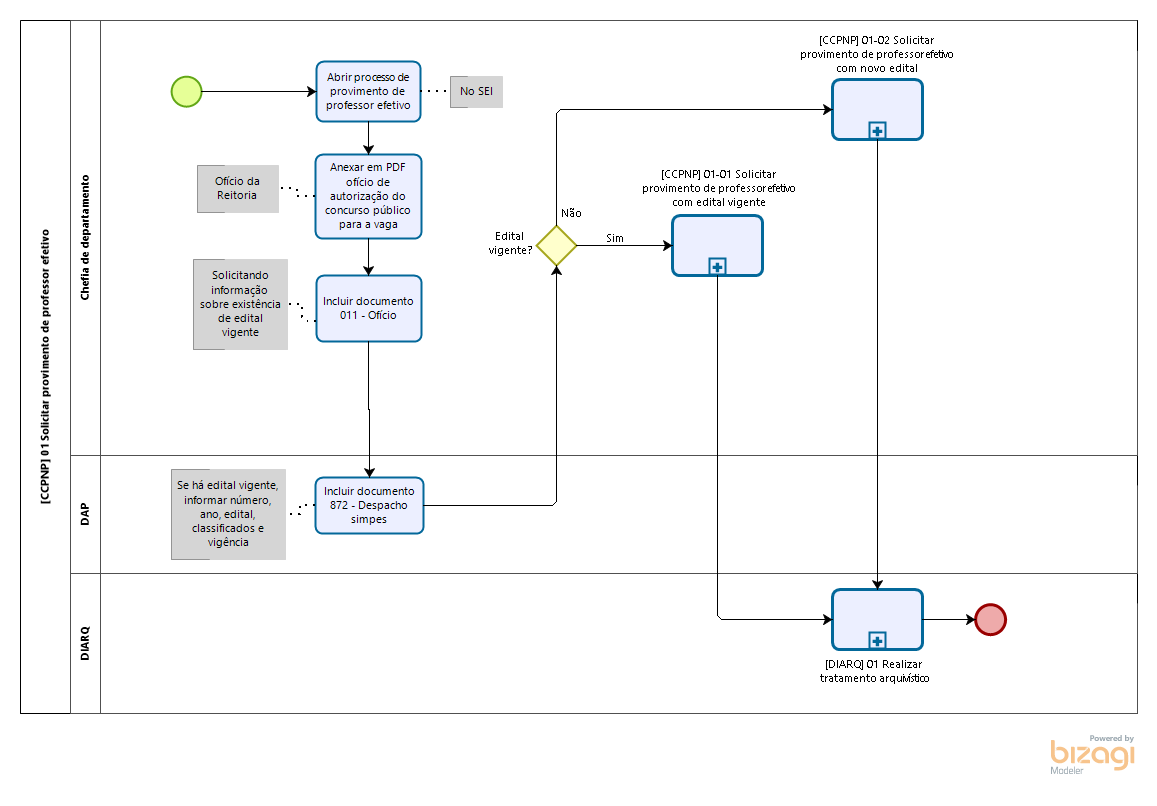 [CCPNP] 01 Solicitar provimento de professor efetivo
Chefia de departamento
Abrir processo de
provimento de
professor efetivo
No SEI
Ofício da
Reitoria
Anexar em PDF
ofício de
autorização do
concurso público
para a vaga
Solicitando
informação
sobre existência
de edital
vigente
Incluir documento
011 - Ofício
Edital
vigente?
Não
Sim
[CCPNP] 01-01 Solicitar
provimento de professor efetivo
com edital vigente
[CCPNP] 01-02 Solicitar
provimento de professor efetivo
com novo edital
DAP
Se há edital vigente,
informar número,
ano, edital,
classificados e
vigência
Incluir documento
872 - Despacho
simpes
DIARQ
[DIARQ] 01 Realizar
tratamento arquivístico
Powered by
bizagi
Modeler